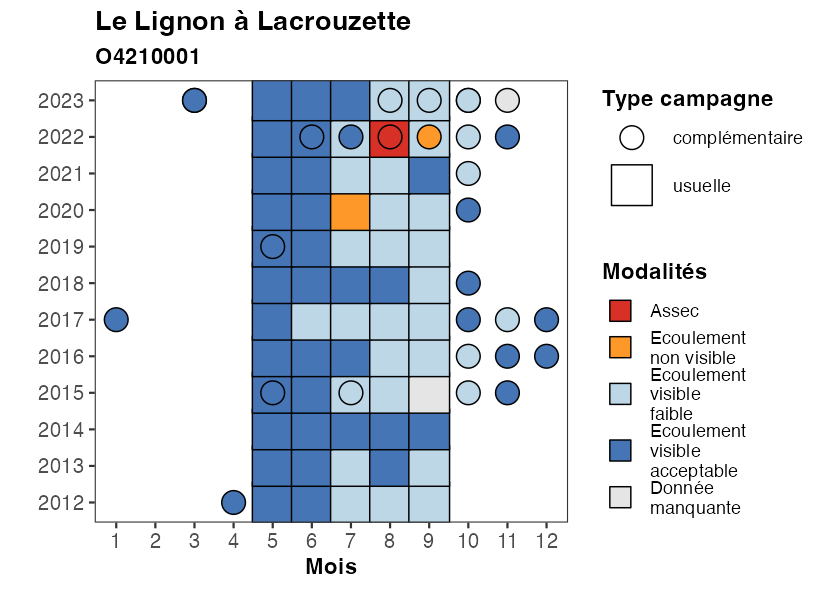 Le Lignon à Lacrouzette
O4210001
2023
2022
2021
2020
2019
2018
2017
2016
2015
2014
2013
2012
1 2 3 4 5 6 7 8 9 10 11 12
Mois
Type campagne
complémentaire
usuelle
Modalités
Assec
Ecoulement
non visible
Ecoulement
visible
faible
Ecoulement
visible
acceptable
Donnée
manquante